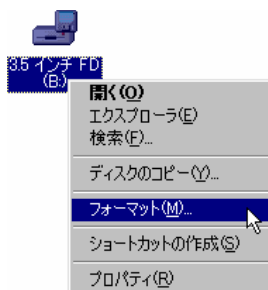 3.5 インチ FD
(B:)
開く(O)
エクスプローラ(E)
検索(F)...
ディスクのコピー(Y)...
フォーマット(M)...
ショートカットの作成(S)
プロパティ(R)